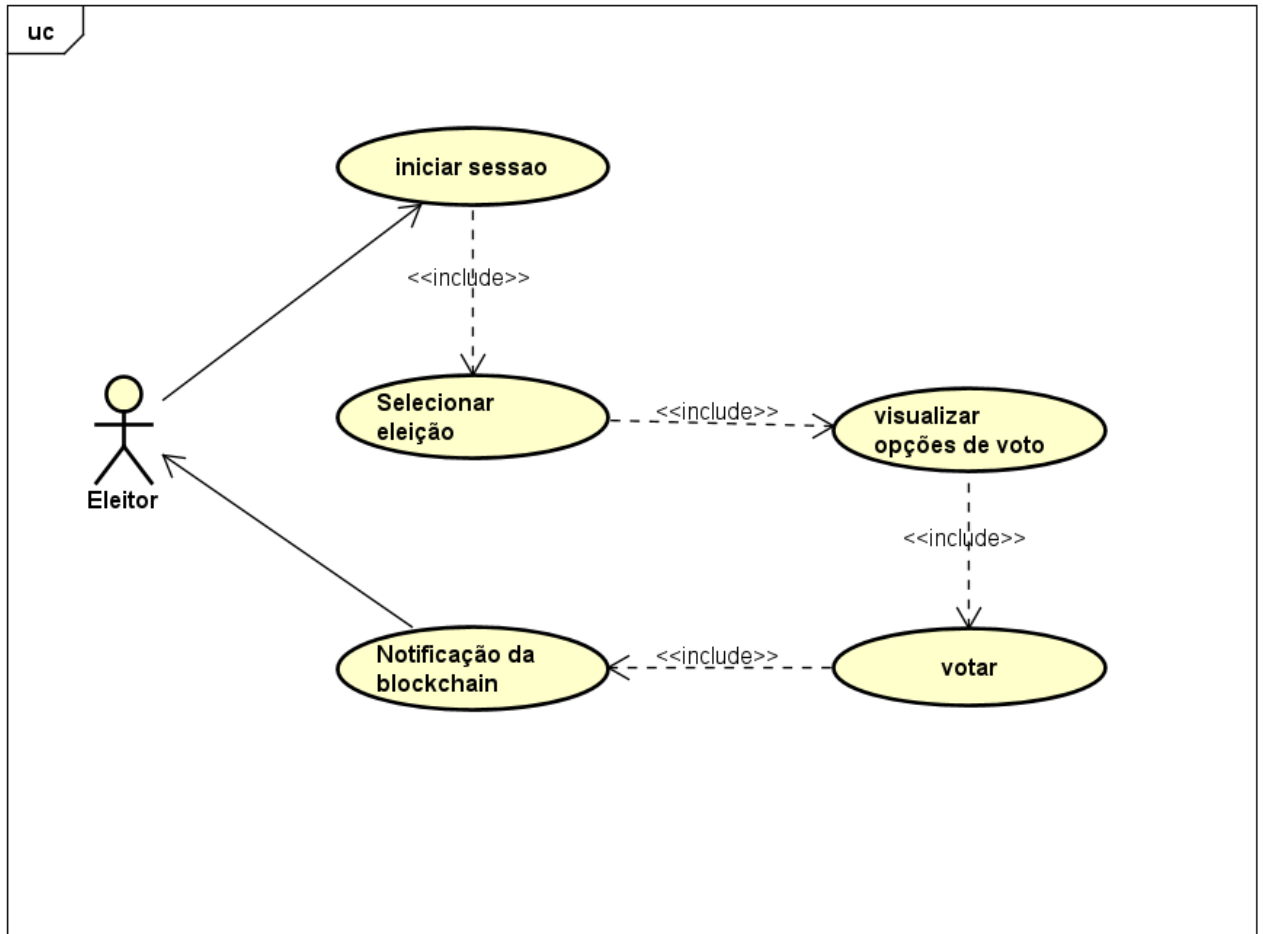 uc
iniciar sessao
<<include>>
Selecionar
eleição
<<include>>
visualizar
opções de voto
<<include>>
Eleitor
Notificação da
blockchain
<<include>>
votar